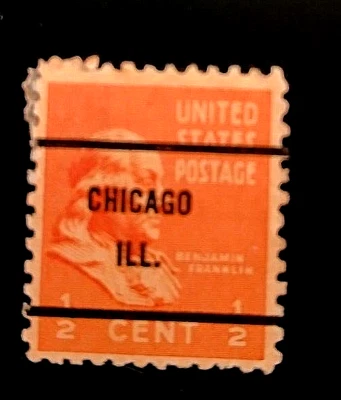 UNITED
STATES
POSTAGE
CHICAGO
ILL.
BENJAMIN
FRANKLIN
1/2 CENT 1/2